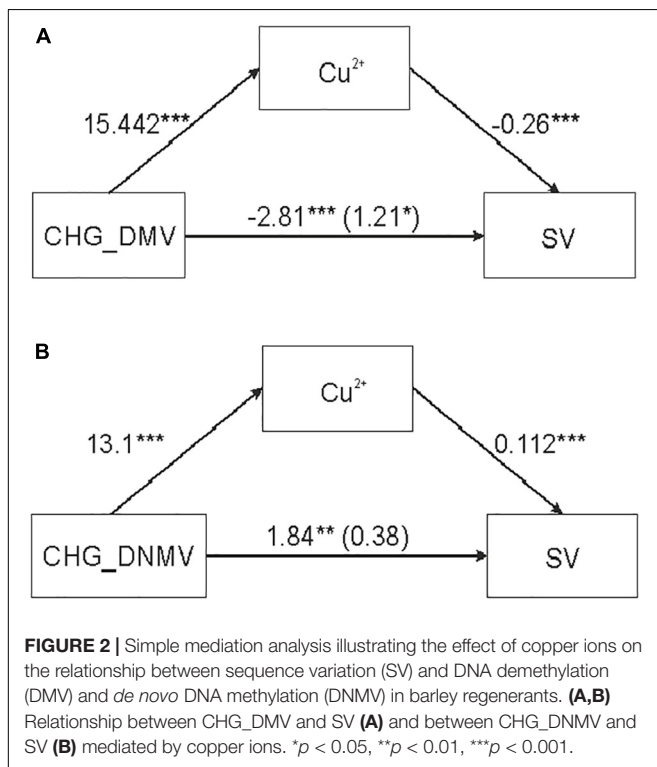 A
Cu²⁺
15.442***
-0.26***
-2.81*** (1.21*)
CHG_DMV
SV
B
Cu²⁺
13.1***
0.112***
1.84** (0.38)
CHG_DNMV
SV
FIGURE 2 | Simple mediation analysis illustrating the effect of copper ions on
the relationship between sequence variation (SV) and DNA demethylation
(DMV) and de novo DNA methylation (DNMV) in barley regenerants. (A,B)
Relationship between CHG_DMV and SV (A) and between CHG_DNMV and
SV (B) mediated by copper ions. *p < 0.05, **p < 0.01, ***p < 0.001.